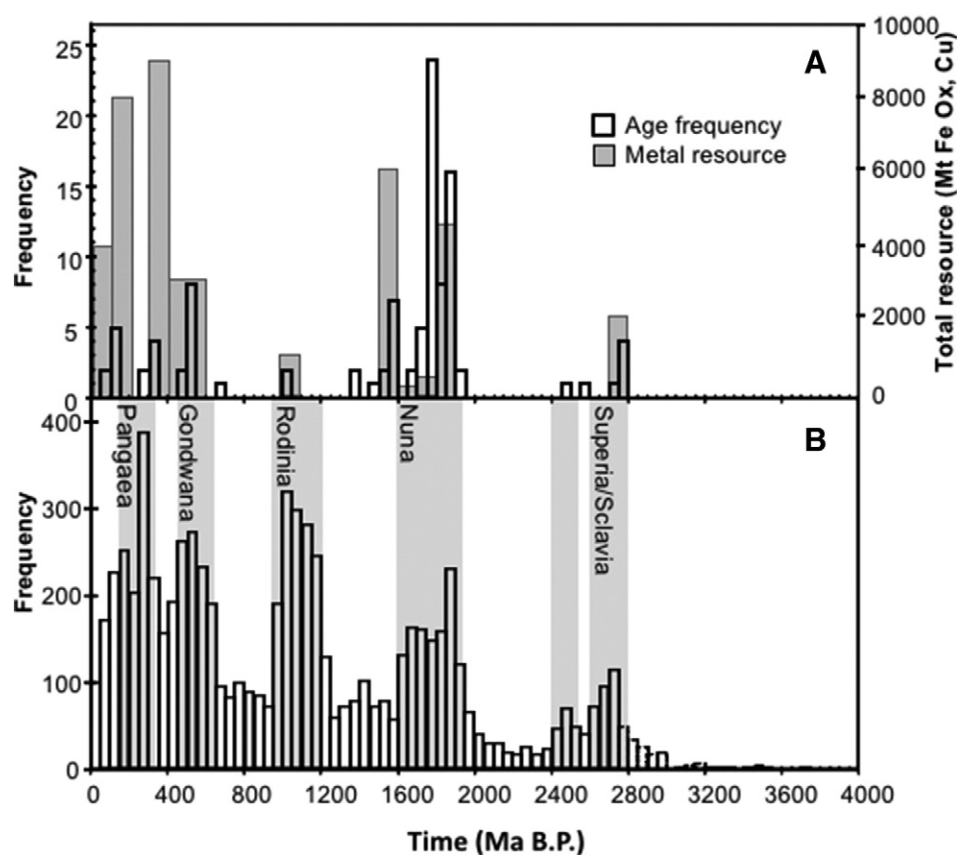 A
Age frequency
Metal resource
Frequency
25
20
15
10
5
0
Total resource (Mt Fe Ox, Cu)
10000
8000
6000
4000
2000
0
B
Pangaea
Gondwana
Rodinia
Nuna
Superia/Sclavia
Frequency
400
300
200
100
0
0 400 800 1200 1600 2000 2400 2800 3200 3600 4000
Time (Ma B.P.)